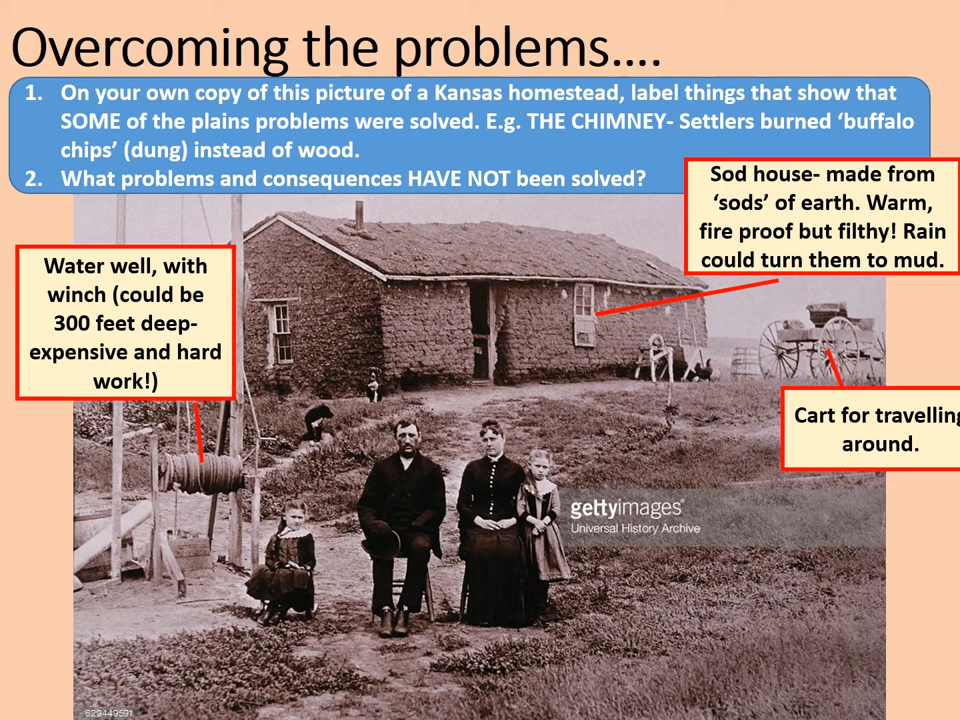 Overcoming the problems….
1. On your own copy of this picture of a Kansas homestead, label things that show that
SOME of the plains problems were solved. E.g. THE CHIMNEY- Settlers burned ‘buffalo
chips’ (dung) instead of wood.
2. What problems and consequences HAVE NOT been solved?
Sod house- made from
‘sods’ of earth. Warm,
fire proof but filthy! Rain
could turn them to mud.
Water well, with
winch (could be
300 feet deep-
expensive and hard
work!)
Cart for travelling
around.
gettyimages
Universal History Archive
629449591